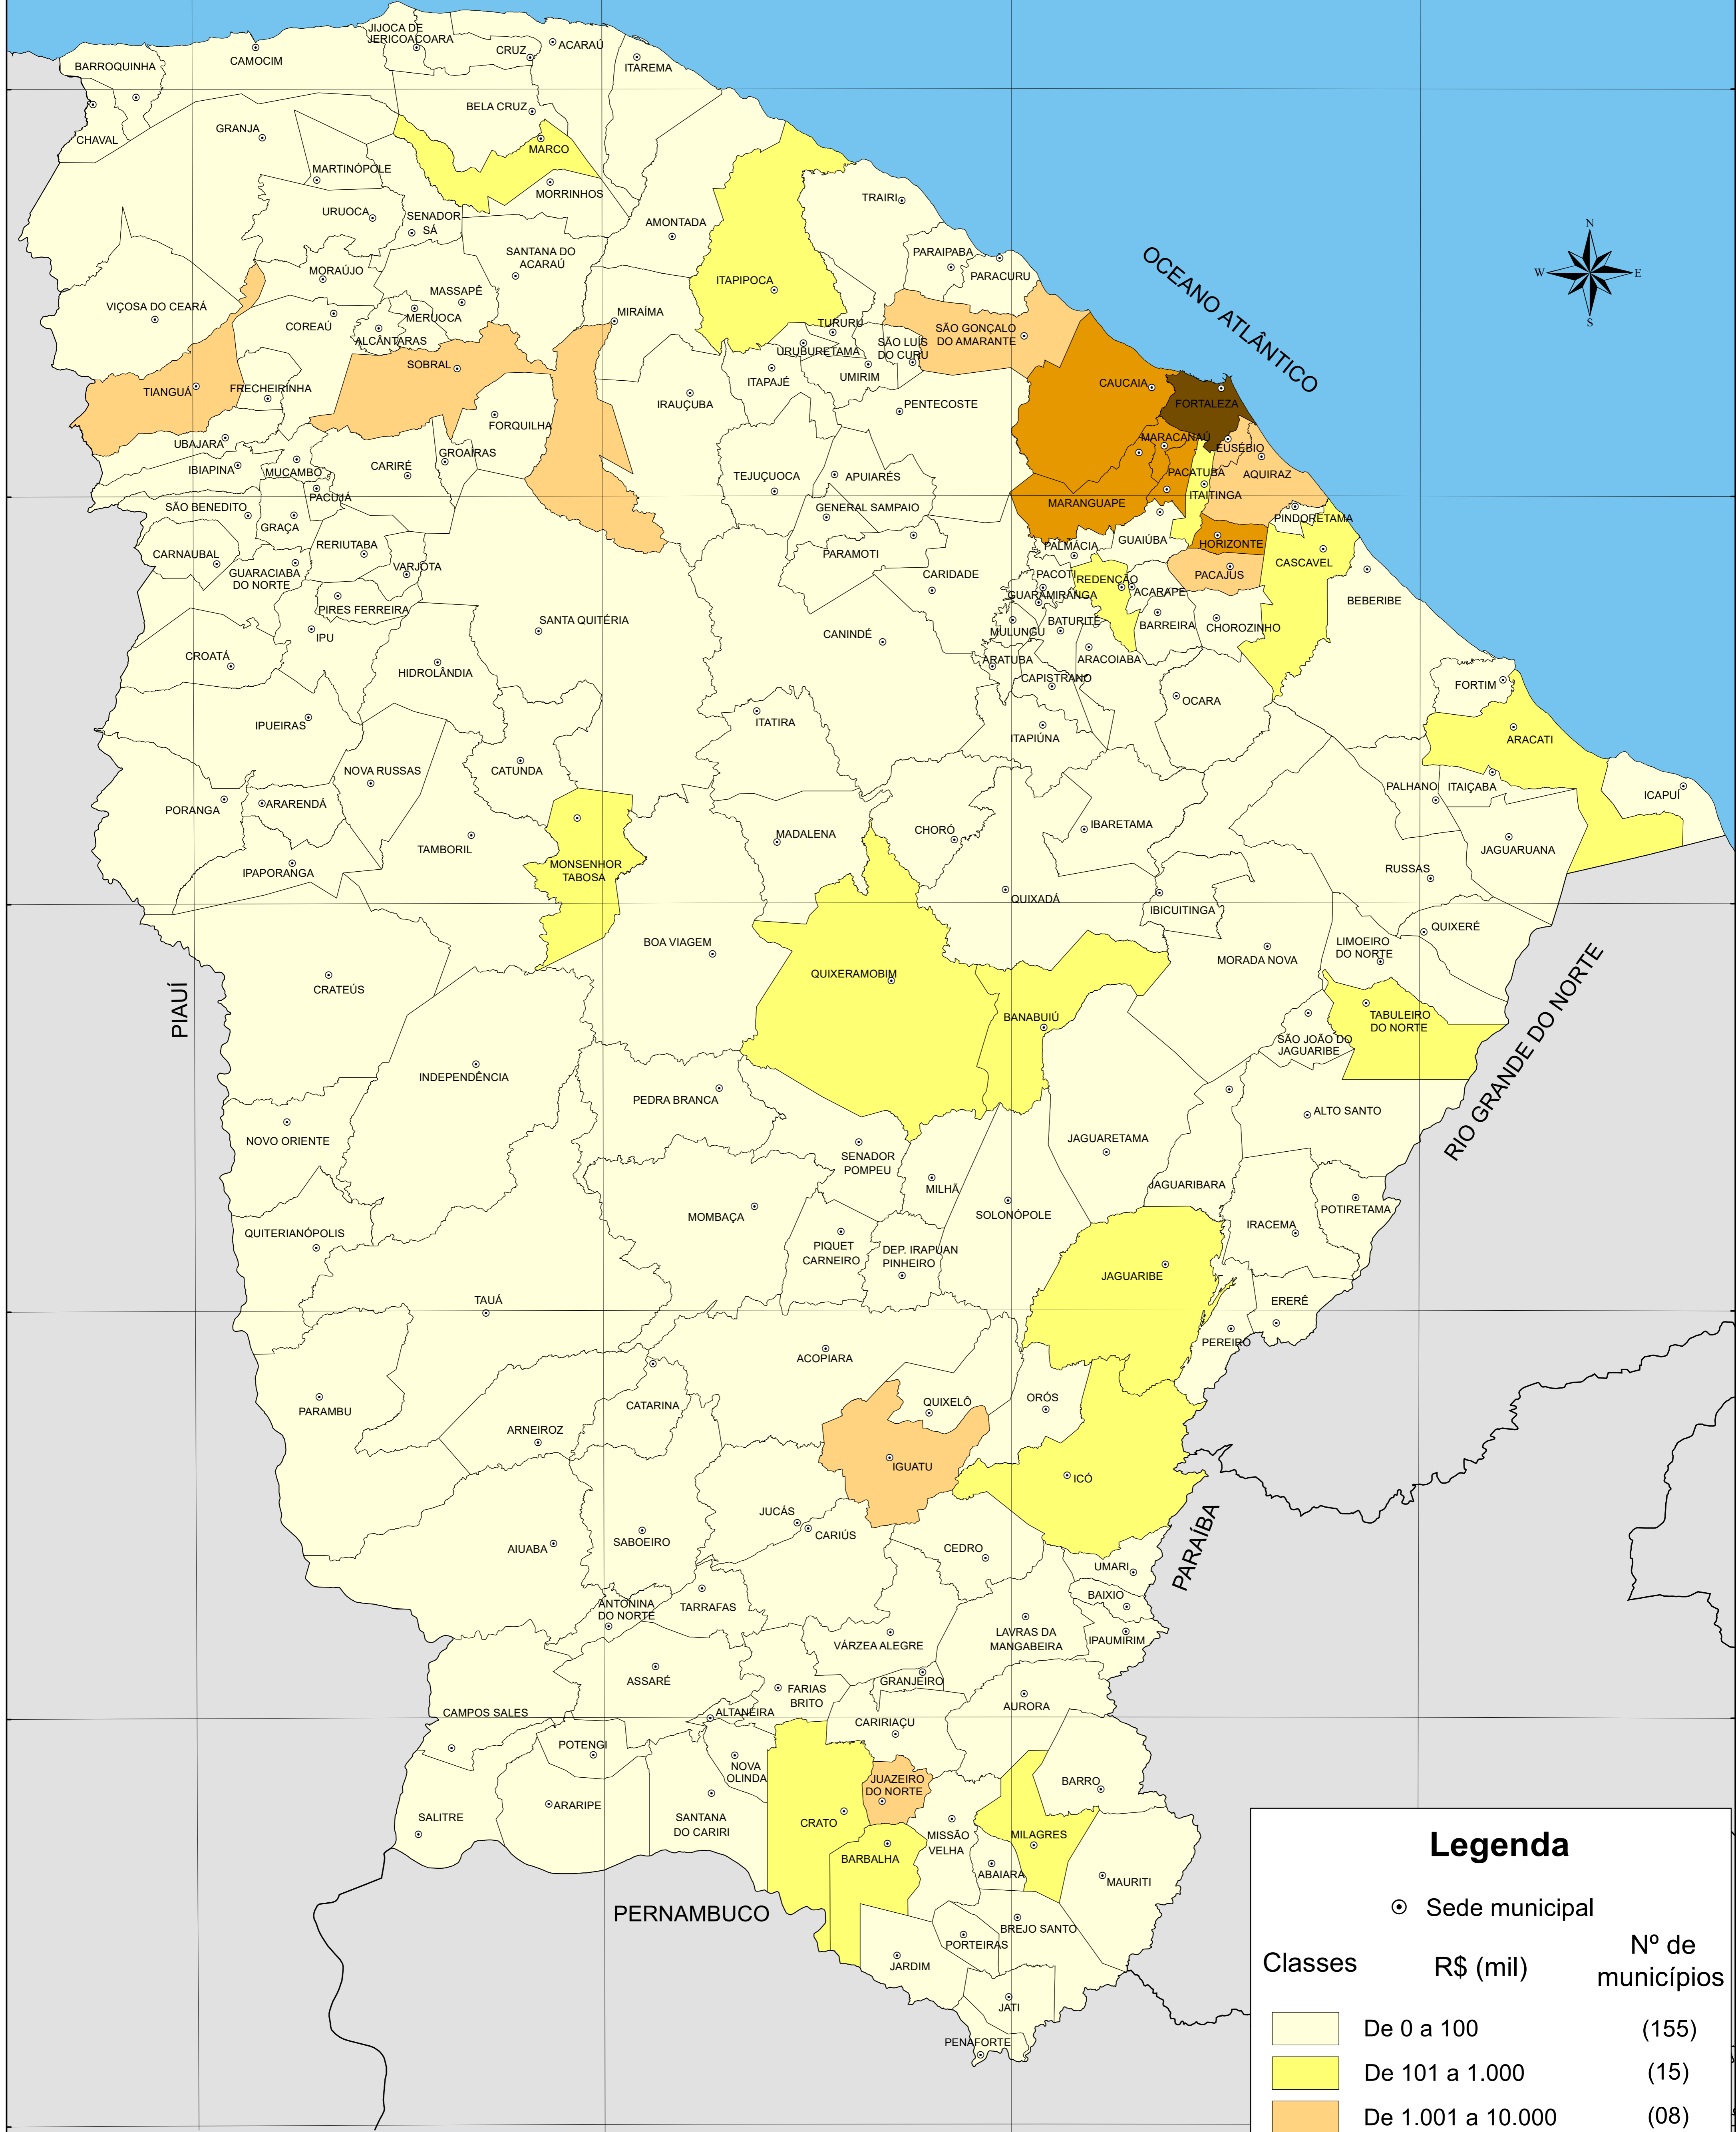 JIJOCA DE
JERICOACOARA
CRUZ
ACARAÚ
CAMOCIM
BARROQUINHA
ITAREMA
BELA CRUZ
CHAVAL
GRANJA
MARCO
MARTINÓPOLE
MORRINHOS
TRAIRI
URUOCA
SENADOR
SÁ
AMONTADA
N
W
E
S
SANTANA DO
ACARAÚ
PARAIPABA
PARACURU
OCEANO ATLÂNTICO
MORAÚJO
ITAPIPOCA
MASSAPÊ
VIÇOSA DO CEARÁ
MIRAÍMA
MERUOCA
COREAÚ
ALCÂNTARAS
TURURU
SÃO GONÇALO
DO AMARANTE
URUBURETAMA
SÃO LUÍS
DO CURU
SOBRAL
UMIRIM
ITAPAJÉ
CAUCAIA
TIANGUÁ
FRECHEIRINHA
IRAUÇUBA
PENTECOSTE
FORTALEZA
FORQUILHA
MARACANAÚ
EUSÉBIO
UBAJARA
GROAÍRAS
IBIAPINA
MUCAMBO
CARIRÉ
TEJUÇUOCA
APUIARÉS
PACATUBA
AQUIRAZ
ITAITINGA
PACUJÁ
MARANGUAPE
SÃO BENEDITO
GENERAL SAMPAIO
PINDORETAMA
GRAÇA
GUAIÚBA
HORIZONTE
CARNAUBAL
RERIUTABA
PARAMOTI
PALMÁCIA
CASCAVEL
GUARACIABA
DO NORTE
VARJOTA
CARIDADE
PACOTI
REDENÇÃO
PACAJUS
ACARAPE
GUARAMIRANGA
BEBERIBE
PIRES FERREIRA
SANTA QUITÉRIA
BATURITÉ
BARREIRA
CHOROZINHO
IPU
CANINDÉ
MULUNGU
CROATÁ
HIDROLÂNDIA
ARATUBA
ARACOIABA
CAPISTRANO
FORTIM
OCARA
IPUEIRAS
ITATIRA
ITAPIÚNA
ARACATI
NOVA RUSSAS
CATUNDA
PALHANO
ITAIÇABA
ICAPUÍ
PORANGA
ARARENDÁ
MADALENA
CHORÓ
IBARETAMA
TAMBORIL
JAGUARUANA
MONSENHOR
TABOSA
IPAPORANGA
RUSSAS
QUIXADÁ
IBICUITINGA
QUIXERÉ
BOA VIAGEM
LIMOEIRO
DO NORTE
MORADA NOVA
QUIXERAMOBIM
CRATEÚS
PIAUÍ
BANABUIÚ
TABULEIRO
DO NORTE
SÃO JOÃO DO
JAGUARIBE
RIO GRANDE DO NORTE
INDEPENDÊNCIA
PEDRA BRANCA
ALTO SANTO
NOVO ORIENTE
JAGUARETAMA
SENADOR
POMPEU
MILHÃ
JAGUARIBARA
POTIRETAMA
MOMBAÇA
SOLONÓPOLE
IRACEMA
QUITERIANÓPOLIS
PIQUET
CARNEIRO
DEP. IRAPUAN
PINHEIRO
JAGUARIBE
TAUÁ
ERERÊ
PEREIRO
ACOPIARA
PARAMBU
CATARINA
QUIXELÔ
ORÓS
ARNEIROZ
IGUATU
ICÓ
JUCÁS
CARIÚS
SABOEIRO
AIUABA
CEDRO
UMARI
PARAÍBA
BAIXIO
ANTONINA
DO NORTE
TARRAFAS
VÁRZEA ALEGRE
LAVRAS DA
MANGABEIRA
IPAUMIRIM
ASSARÉ
GRANJEIRO
FARIAS
BRITO
AURORA
CAMPOS SALES
ALTANEIRA
CARIRIAÇU
POTENGI
NOVA
OLINDA
JUAZEIRO
DO NORTE
BARRO
SALITRE
ARARIPE
SANTANA
DO CARIRI
CRATO
MISSÃO
VELHA
MILAGRES
BARBALHA
ABAIARA
MAURITI
PERNAMBUCO
BREJO SANTO
PORTEIRAS
JARDIM
JATI
PENAFORTE
Legenda
Sede municipal
Classes
R$ (mil)
Nº de
municípios
De 0 a 100
(155)
De 101 a 1.000
(15)
De 1.001 a 10.000
(08)